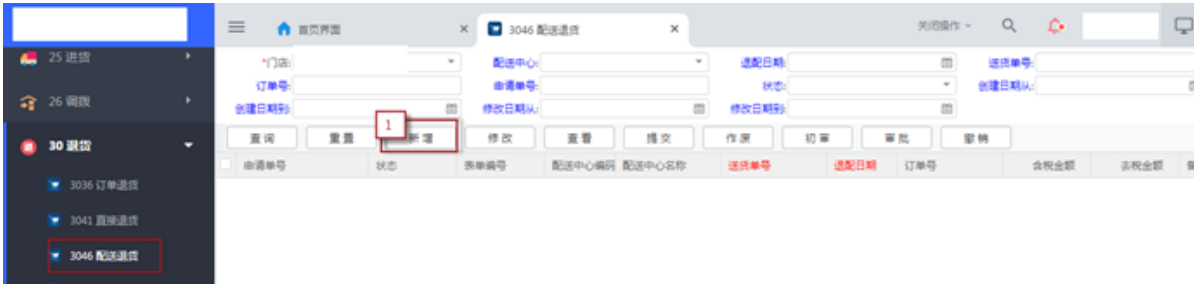 首页界面 × 3046 配送退货 × 关闭操作
25 进货
26 调拨
30 退货
3036 订单退货
3041 直接退货
3046 配送退货
*门店: 配送中心: 退配日期: 送货单号:
订单号: 申请单号: 状态: 创建日期从:
创建日期到: 修改日期从: 修改日期到:
1
查询 重置 新增 修改 查看 提交 作废 初审 审批 撤销
申请单号 状态 表单编号 配送中心编码 配送中心名称 送货单号 退配日期 订单号 含税金额 去税金额